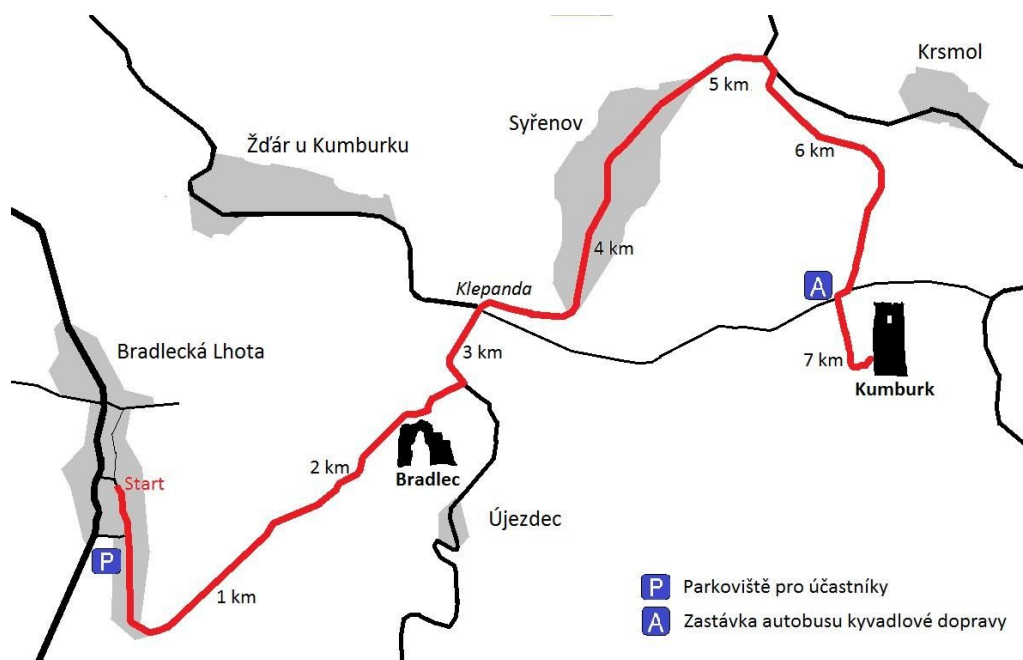 Krsmol
5 km
Syřenov
Žďár u Kumburku
6 km
4 km
A
Klepanda
Bradlecká Lhota
3 km
7 km
Kumburk
2 km
Bradlec
Start
Újezdec
P
1 km
P Parkoviště pro účastníky
A Zastávka autobusu kyvadlové dopravy